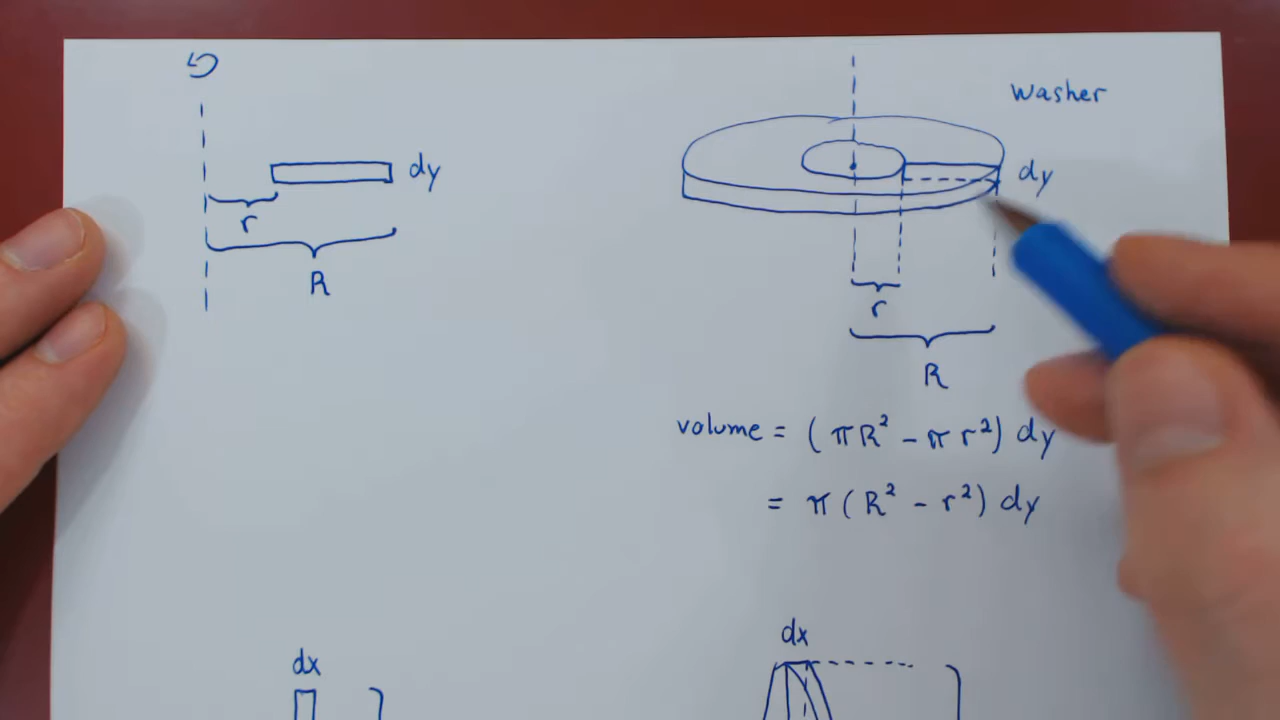 washer
dy
r
R
dy
r
R
volume = (πR² - πr²) dy
= π(R² - r²) dy
dx
dx